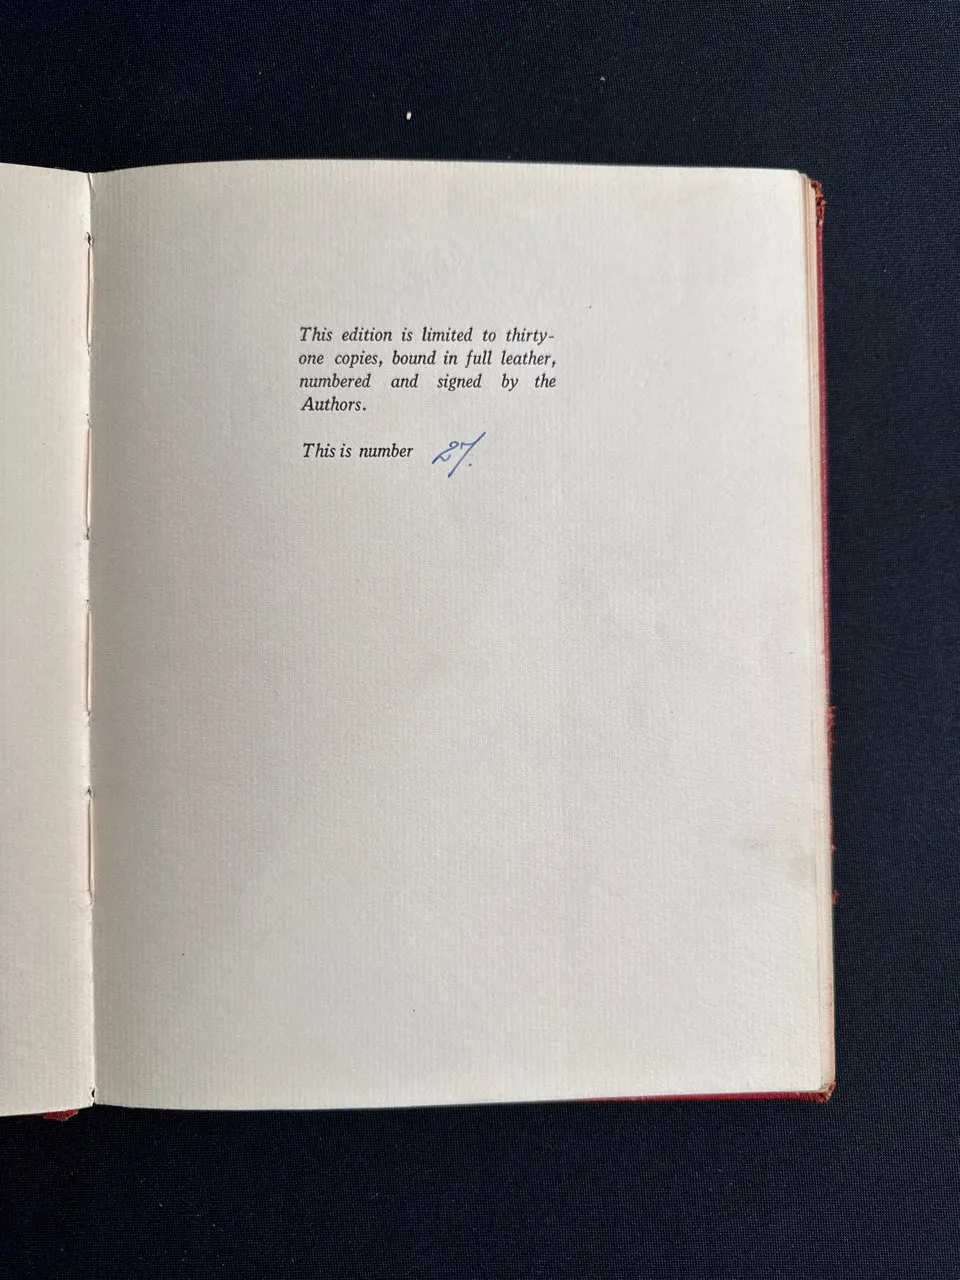 This edition is limited to thirty-
one copies, bound in full leather,
numbered and signed by the
Authors.
This is number 27.